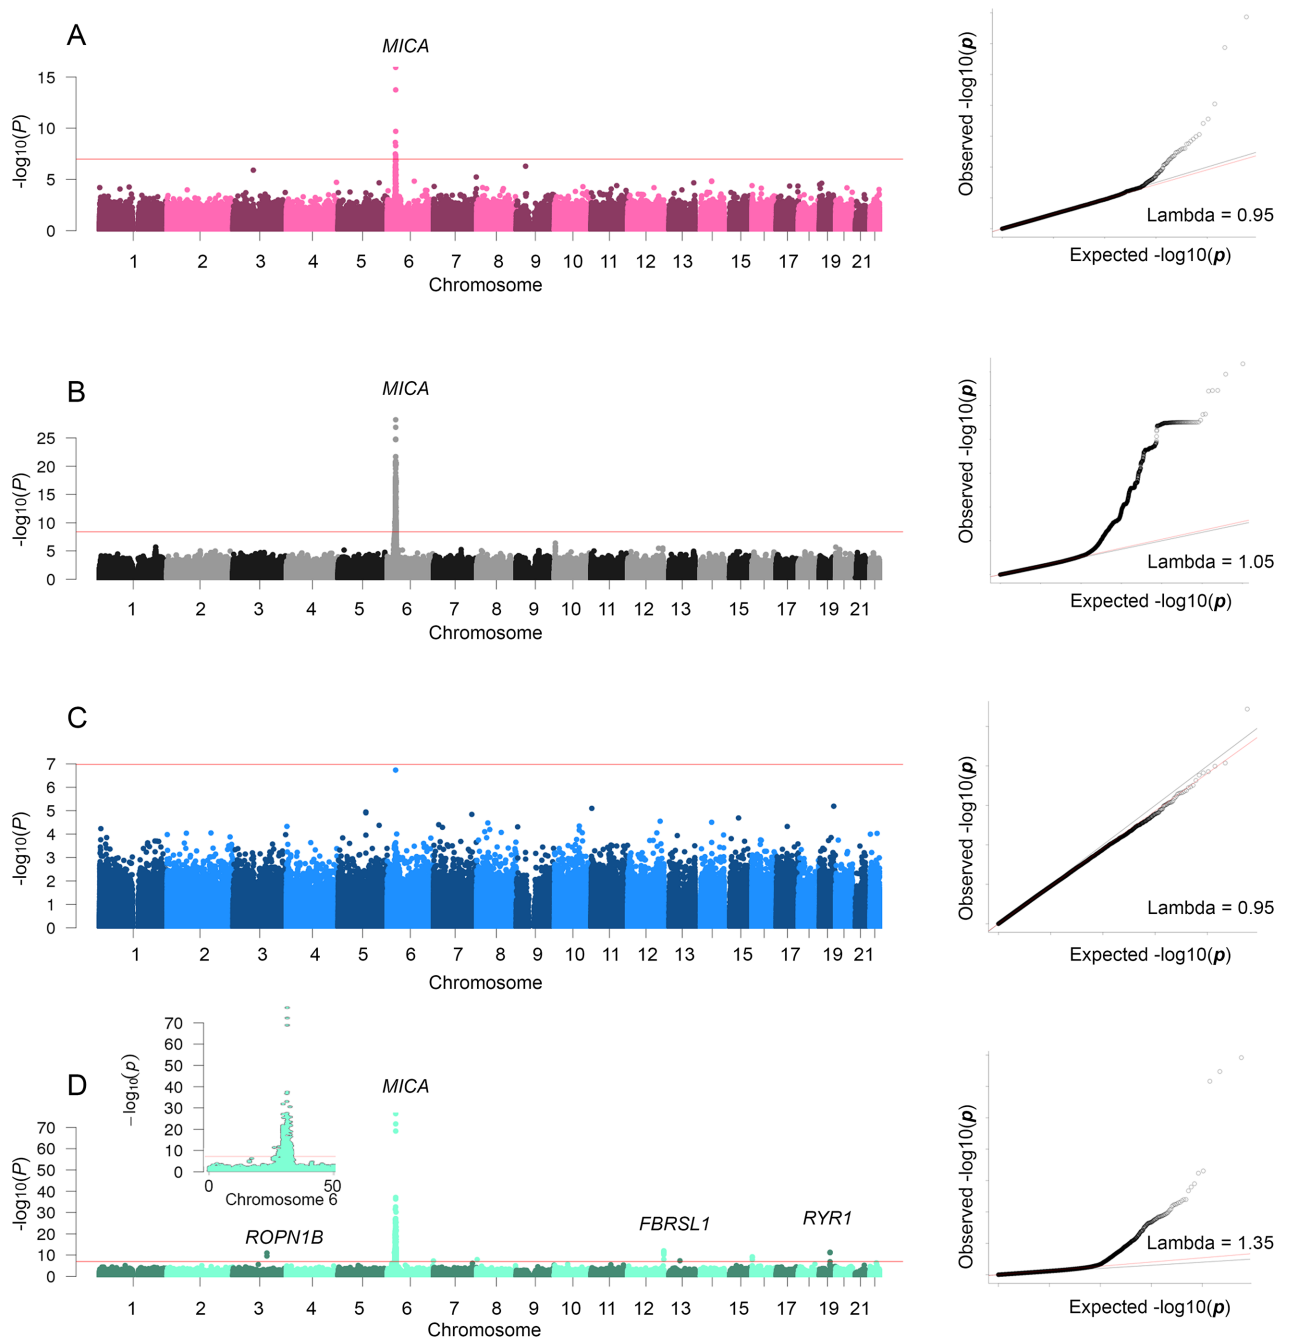 A
MICA
15
10
5
0
-log10(P)
1 2 3 4 5 6 7 8 9 10 11 12 13 15 17 19 21
Chromosome
Observed -log10(p)
Lambda = 0.95
Expected -log10(p)
B
MICA
25
20
15
10
5
0
-log10(P)
1 2 3 4 5 6 7 8 9 10 11 12 13 15 17 19 21
Chromosome
Observed -log10(p)
Lambda = 1.05
Expected -log10(p)
C
7
6
5
4
3
2
1
0
-log10(P)
1 2 3 4 5 6 7 8 9 10 11 12 13 15 17 19 21
Chromosome
Observed -log10(p)
Lambda = 0.95
Expected -log10(p)
D
70
60
50
40
30
20
10
0
−log10(p)
0 50
Chromosome 6
MICA
ROPN1B
FBRSL1
RYR1
70
60
50
40
30
20
10
0
-log10(P)
1 2 3 4 5 6 7 8 9 10 11 12 13 15 17 19 21
Chromosome
Observed -log10(p)
Lambda = 1.35
Expected -log10(p)